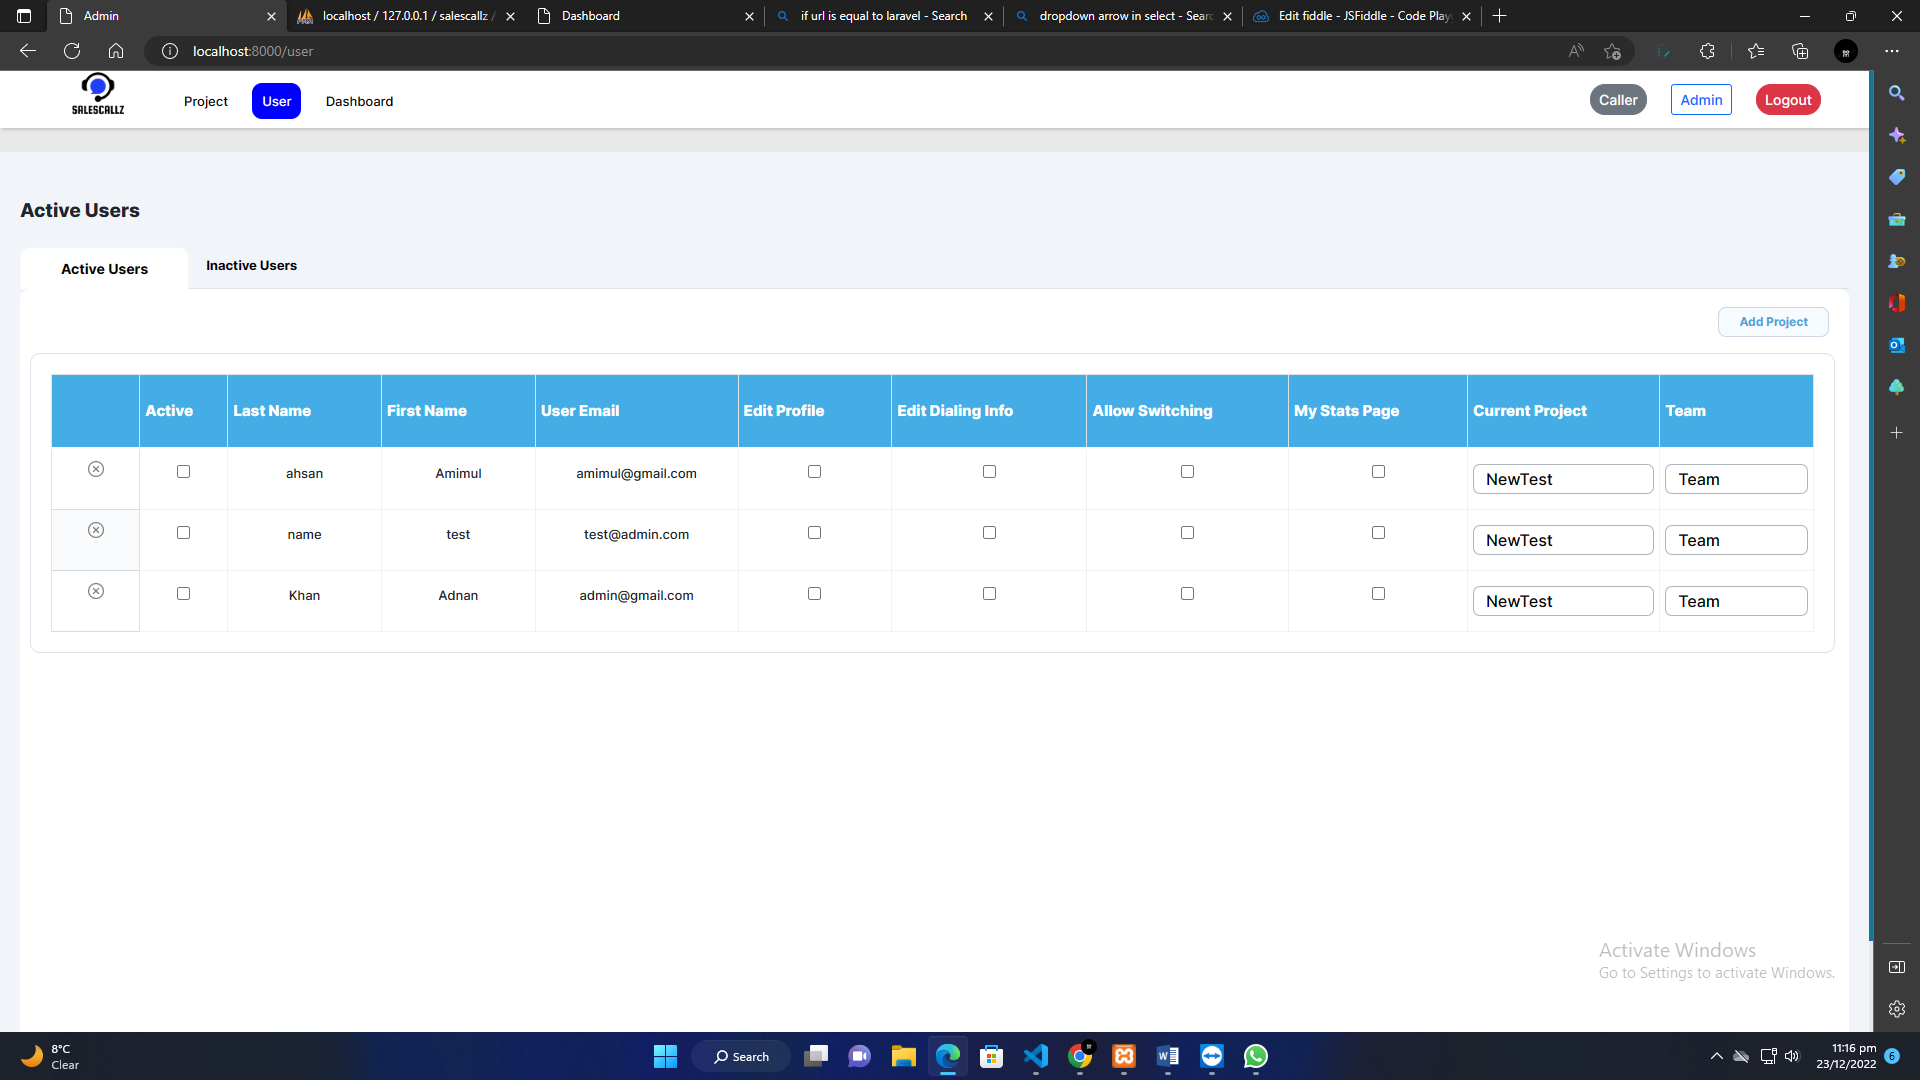 Admin
localhost / 127.0.0.1 / salescallz /
Dashboard
if url is equal to laravel - Search
dropdown arrow in select - Searc
Edit fiddle - JSFiddle - Code Play
localhost:8000/user
SALESCALLZ
Project
User
Dashboard
Caller
Admin
Logout
Active Users
Active Users
Inactive Users
Add Project
Active Last Name First Name User Email Edit Profile Edit Dialing Info Allow Switching My Stats Page Current Project Team
ahsan Amimul amimul@gmail.com NewTest Team
name test test@admin.com NewTest Team
Khan Adnan admin@gmail.com NewTest Team
Activate Windows
Go to Settings to activate Windows.
8°C
Clear
Search
11:16 pm
23/12/2022
6